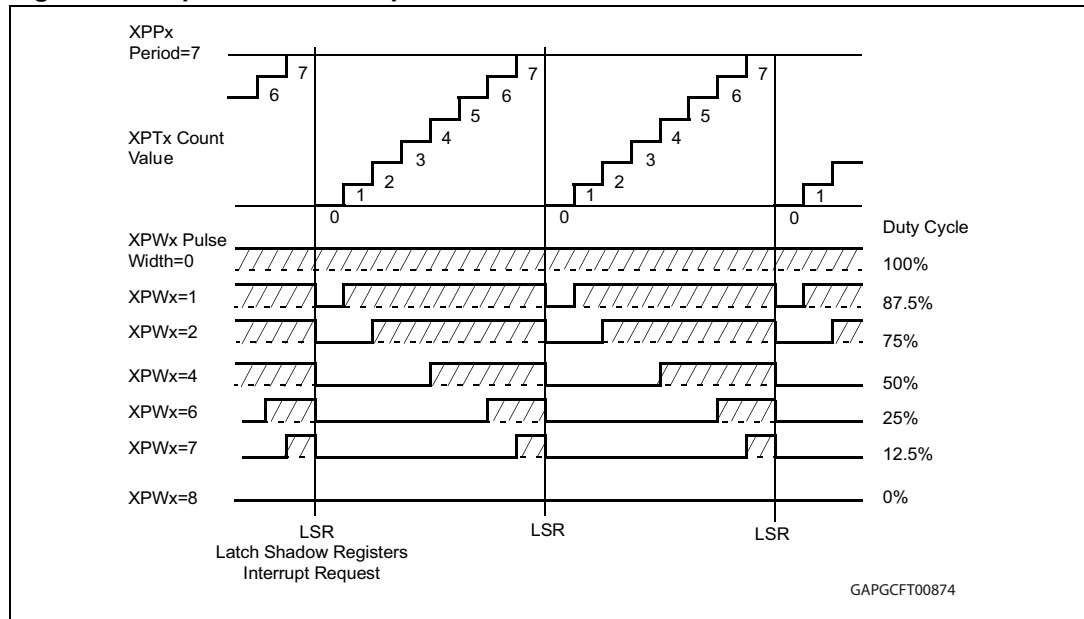 XPPx
Period=7
7
7
7
6
6
6
5
5
XPTx Count
Value
4
4
3
3
2
2
1
1
1
0
0
0
XPWx Pulse
Width=0
Duty Cycle
100%
XPWx=1
87.5%
XPWx=2
75%
XPWx=4
50%
XPWx=6
25%
XPWx=7
12.5%
XPWx=8
0%
LSR
LSR
LSR
Latch Shadow Registers
Interrupt Request
GAPGCFT00874